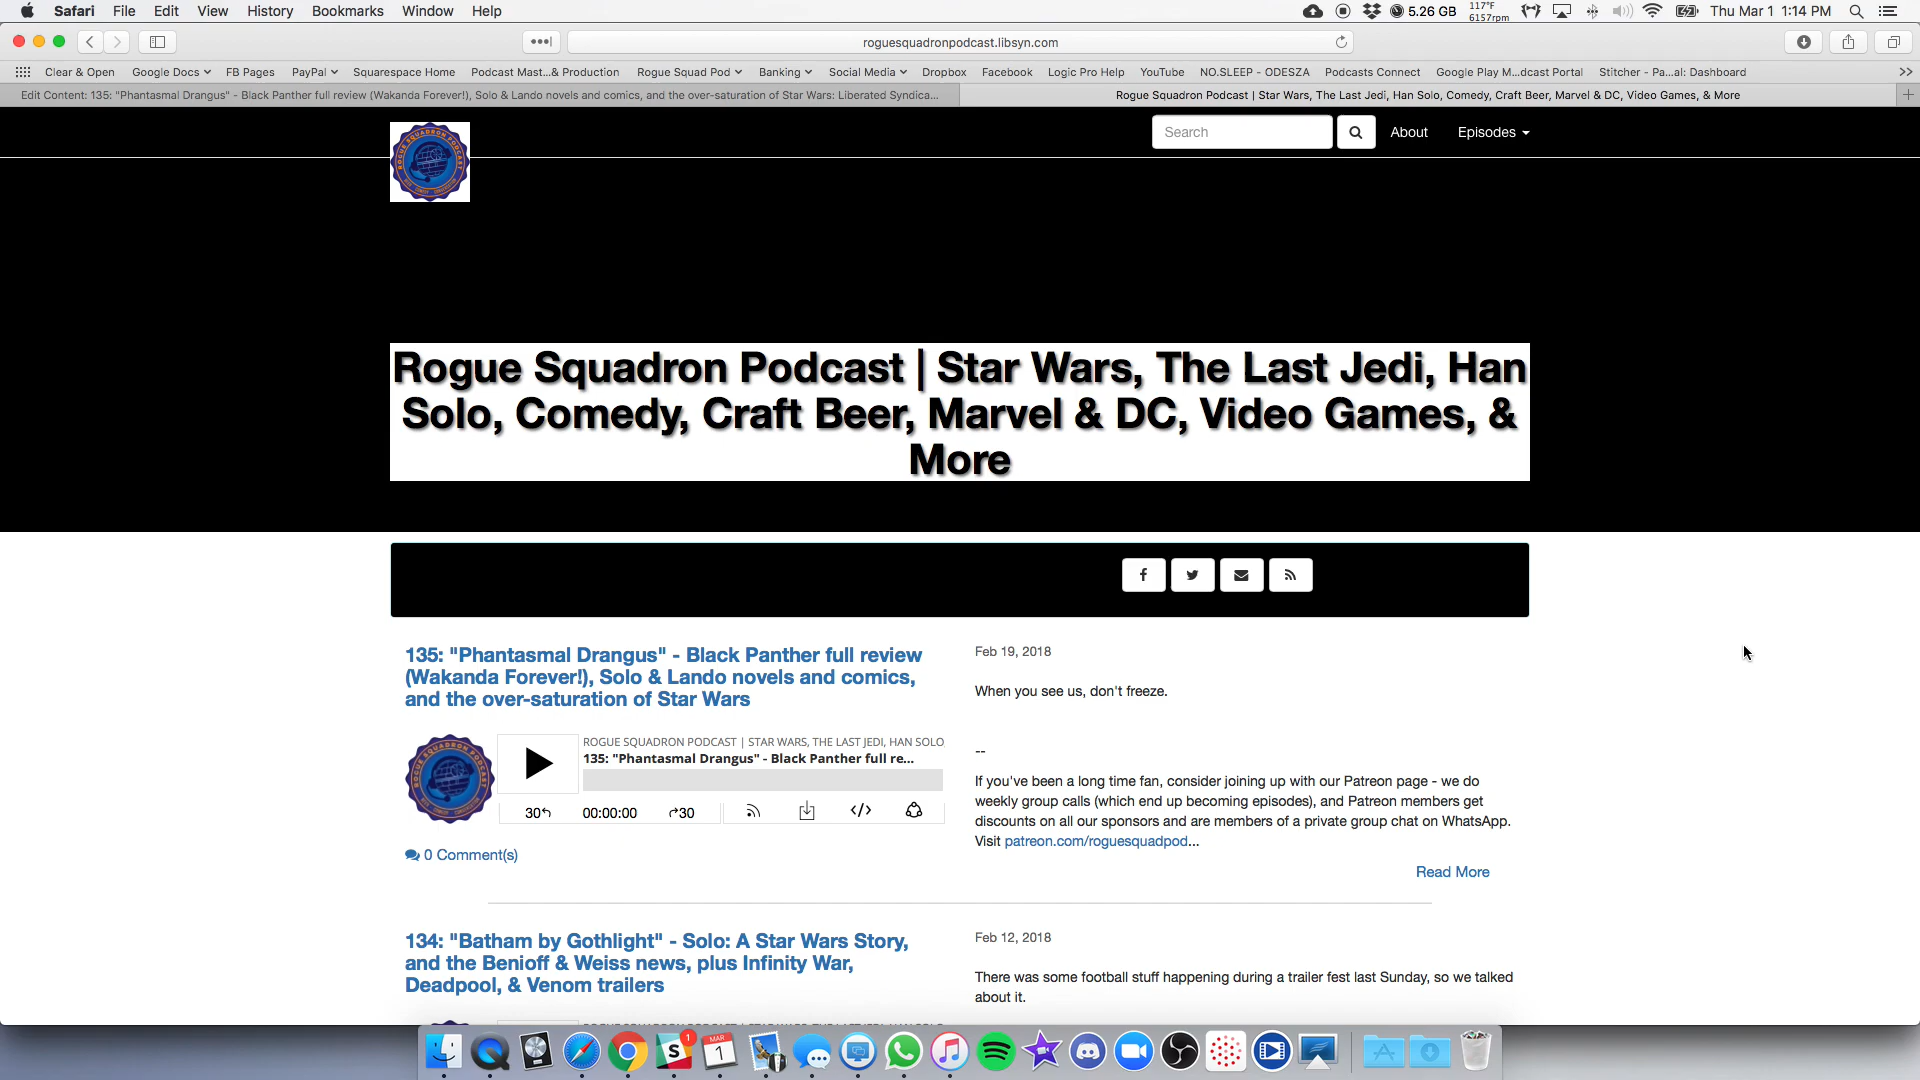 Safari File Edit View History Bookmarks Window Help 5.26 GB 117°F 6157rpm Thu Mar 1 1:14 PM
roguesquadronpodcast.libsyn.com
Clear & Open Google Docs FB Pages PayPal Squarespace Home Podcast Mast...& Production Rogue Squad Pod Banking Social Media Dropbox Facebook Logic Pro Help YouTube NO.SLEEP - ODESZA Podcasts Connect Google Play M...dcast Portal Stitcher - Pa...al: Dashboard
Edit Content: 135: "Phantasmal Drangus" - Black Panther full review (Wakanda Forever!), Solo & Lando novels and comics, and the over-saturation of Star Wars: Liberated Syndica...
Rogue Squadron Podcast | Star Wars, The Last Jedi, Han Solo, Comedy, Craft Beer, Marvel & DC, Video Games, & More
Search About Episodes
Rogue Squadron Podcast | Star Wars, The Last Jedi, Han
Solo, Comedy, Craft Beer, Marvel & DC, Video Games, &
More
135: "Phantasmal Drangus" - Black Panther full review
(Wakanda Forever!), Solo & Lando novels and comics,
and the over-saturation of Star Wars
ROGUE SQUADRON PODCAST | STAR WARS, THE LAST JEDI, HAN SOLO
135: "Phantasmal Drangus" - Black Panther full re...
30 00:00:00 30
0 Comment(s)
Feb 19, 2018
When you see us, don't freeze.
--
If you've been a long time fan, consider joining up with our Patreon page - we do
weekly group calls (which end up becoming episodes), and Patreon members get
discounts on all our sponsors and are members of a private group chat on WhatsApp.
Visit patreon.com/roguesquadpod...
Read More
134: "Batham by Gothlight" - Solo: A Star Wars Story,
and the Benioff & Weiss news, plus Infinity War,
Deadpool, & Venom trailers
Feb 12, 2018
There was some football stuff happening during a trailer fest last Sunday, so we talked
about it.
S 1
MAR
1